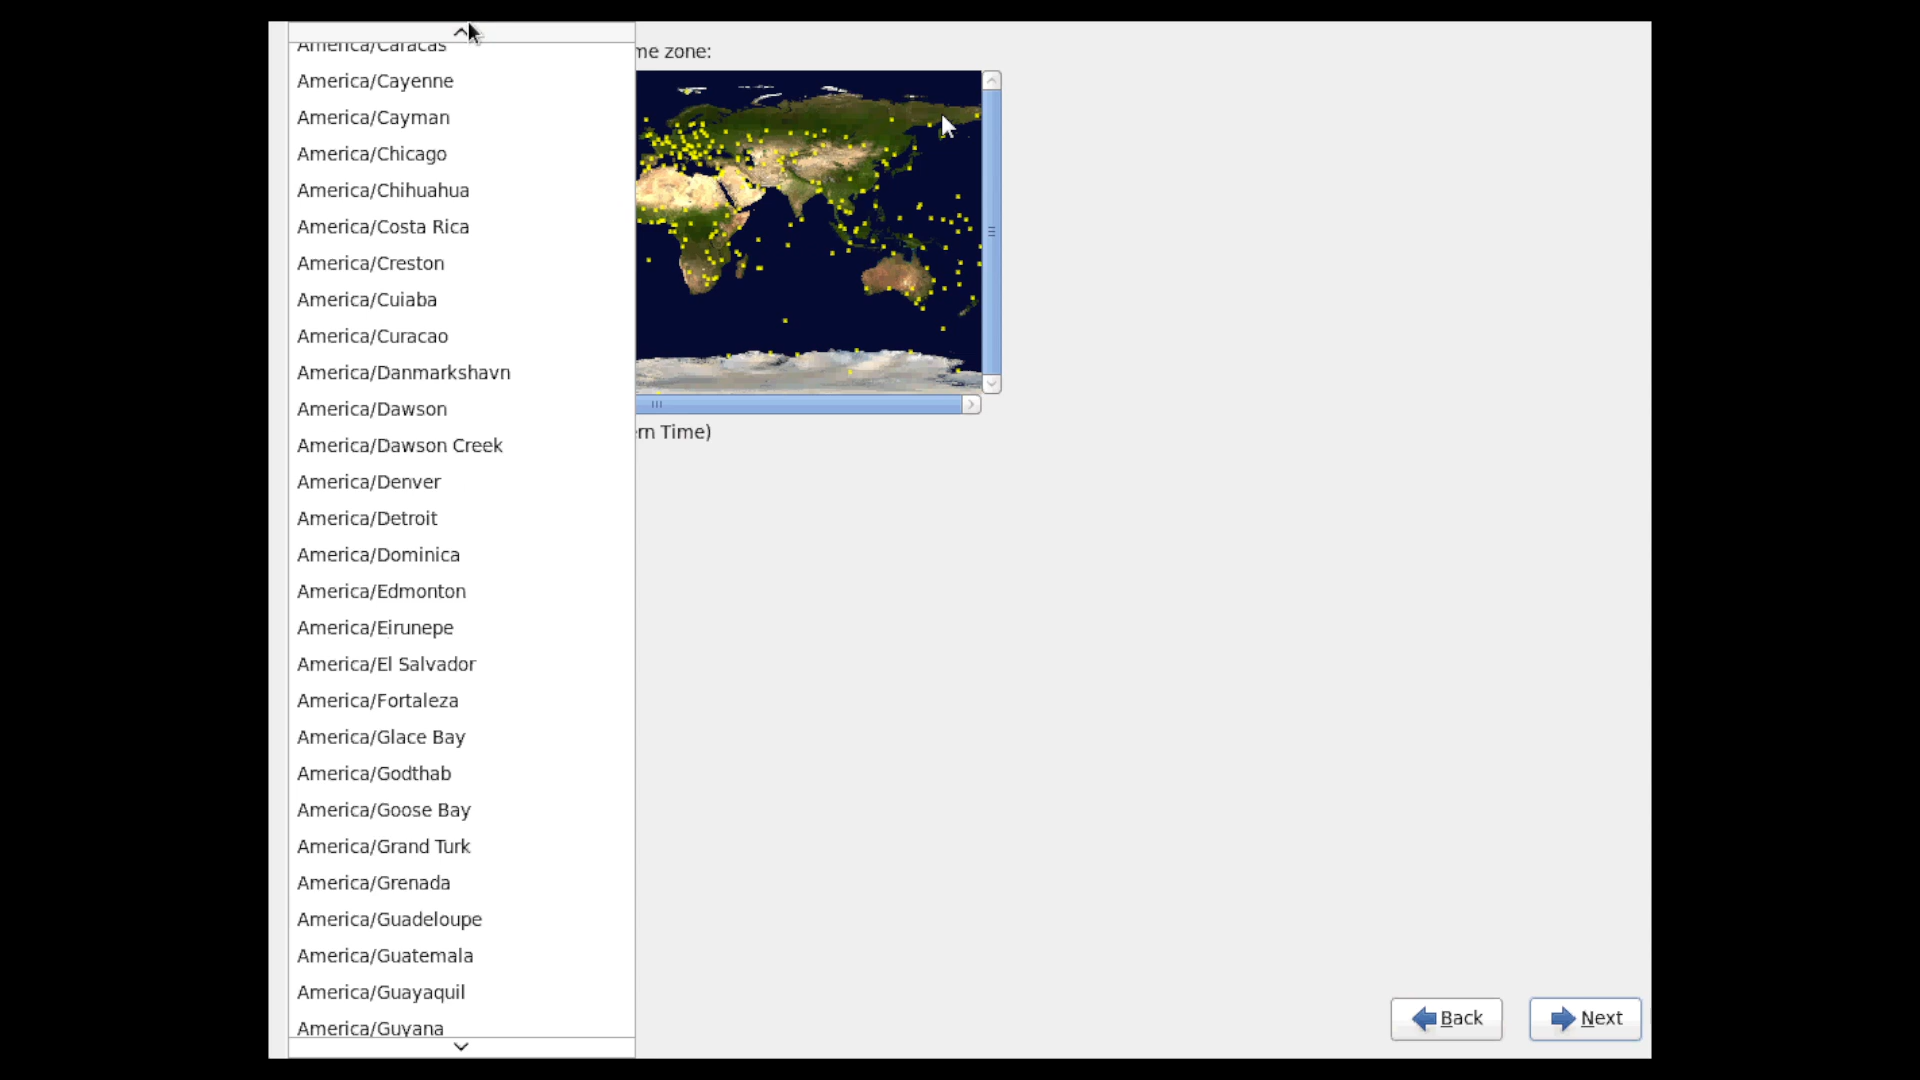 me zone:
America/Caracas
America/Cayenne
America/Cayman
America/Chicago
America/Chihuahua
America/Costa Rica
America/Creston
America/Cuiaba
America/Curacao
America/Danmarkshavn
America/Dawson
rn Time)
America/Dawson Creek
America/Denver
America/Detroit
America/Dominica
America/Edmonton
America/Eirunepe
America/El Salvador
America/Fortaleza
America/Glace Bay
America/Godthab
America/Goose Bay
America/Grand Turk
America/Grenada
America/Guadeloupe
America/Guatemala
America/Guayaquil
America/Guyana
Back
Next